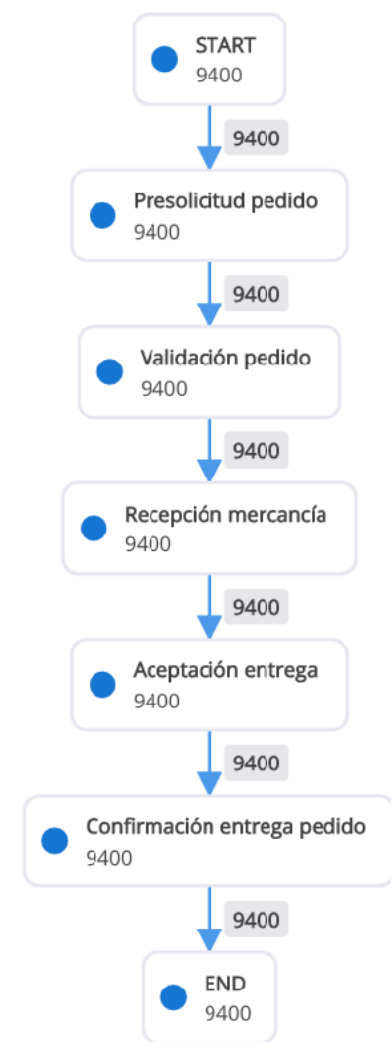 START
9400
9400
Presolicitud pedido
9400
9400
Validación pedido
9400
9400
Recepción mercancía
9400
9400
Aceptación entrega
9400
9400
Confirmación entrega pedido
9400
9400
END
9400